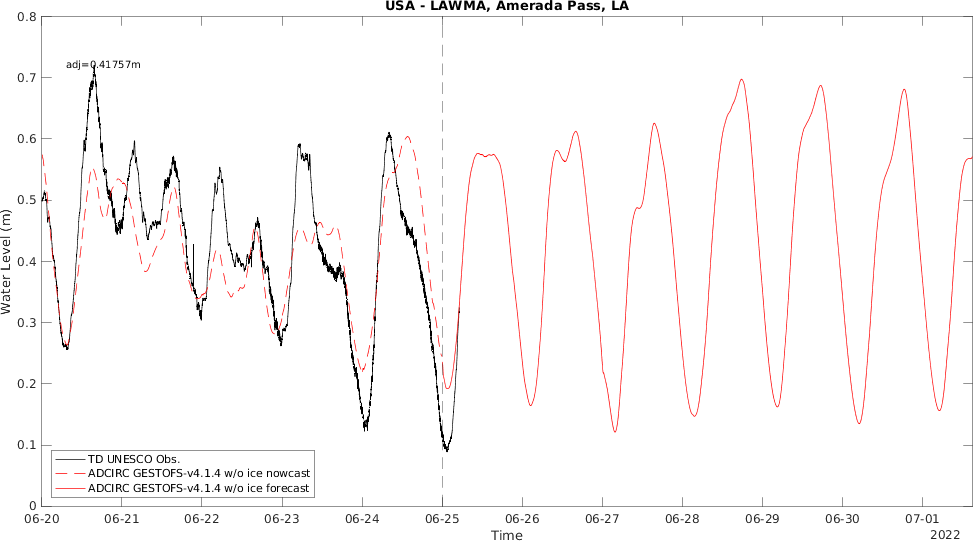 USA - LAWMA, Amerada Pass, LA
0.8
0.7
0.6
0.5
0.4
0.3
0.2
0.1
0
Water Level (m)
adj=0.41757m
TD UNESCO Obs.
ADCIRC GESTOFS-v4.1.4 w/o ice nowcast
ADCIRC GESTOFS-v4.1.4 w/o ice forecast
06-20 06-21 06-22 06-23 06-24 06-25 06-26 06-27 06-28 06-29 06-30 07-01
Time
2022